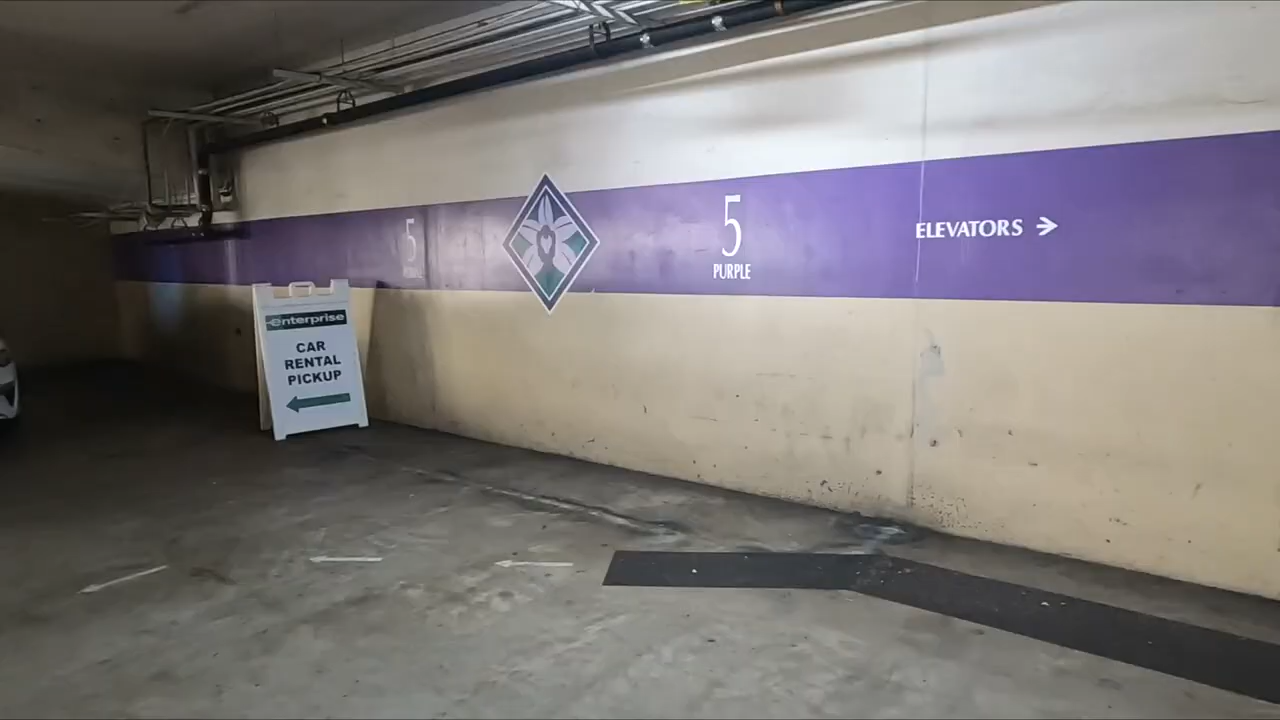 5
PURPLE
ELEVATORS
5
enterprise
CAR
RENTAL
PICKUP